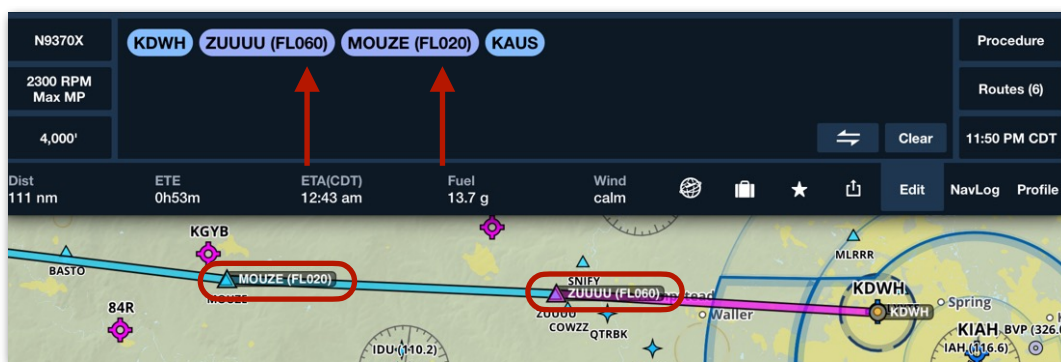 N9370X
KDWH ZUUUU (FL060) MOUZE (FL020) KAUS
Procedure
2300 RPM
Max MP
Routes (6)
4,000'
Clear
11:50 PM CDT
Dist
111 nm
ETE
0h53m
ETA(CDT)
12:43 am
Fuel
13.7 g
Wind
calm
Edit
NavLog
Profile
KGYB
MLRRR
BASTO
MOUZE (FL020)
SNIFY
ZUUUU (FL060)
KDWH
MOUZE
ZUUUU
Waller
KDWH
Spring
84R
COWZZ
QTRBK
KIAH
BVP (326.0
IDU (110.2)
IAH (116.6)